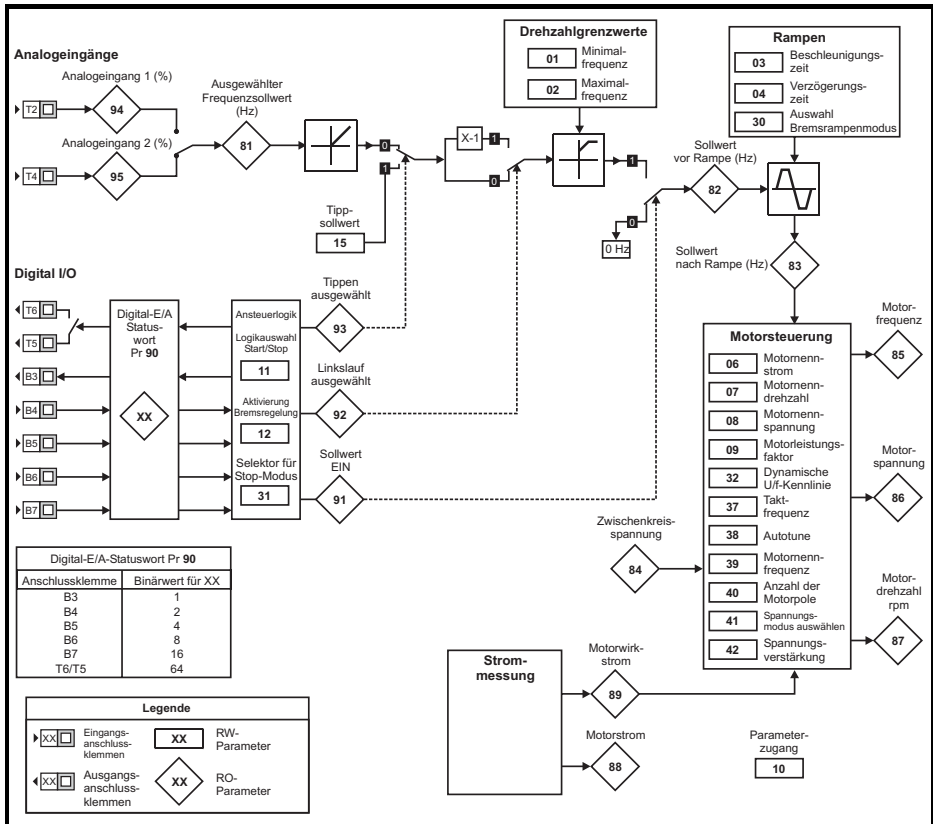 Analogeingänge
Analogeingang 1 (%)
T2
94
Analogeingang 2 (%)
T4
95
Ausgewählter
Frequenzsollwert
(Hz)
81
0
1
Tipp-
sollwert
15
X-1
1
0
Drehzahlgrenzwerte
01
Minimal-
frequenz
02
Maximal-
frequenz
1
0
0 Hz
Sollwert
vor Rampe (Hz)
82
Rampen
03
Beschleunigungs-
zeit
04
Verzögerungs-
zeit
30
Auswahl
Bremsrampenmodus
Sollwert
nach Rampe (Hz)
83
Digital I/O
T6
T5
B3
B4
B5
B6
B7
Digital-E/A
Status-
wort
Pr 90
XX
Ansteuerlogik
Logikauswahl
Start/Stop
11
Aktivierung
Bremsregelung
12
Selektor für
Stop-Modus
31
Tippen
ausgewählt
93
Linkslauf
ausgewählt
92
Sollwert
EIN
91
Motorsteuerung
06
Motornenn-
strom
07
Motornenn-
drehzahl
08
Motornenn-
spannung
09
Motorleistungs-
faktor
32
Dynamische
U/f-Kennlinie
37
Takt-
frequenz
38
Autotune
39
Motornenn-
frequenz
40
Anzahl der
Motorpole
41
Spannungs-
modus auswählen
42
Spannungs-
verstärkung
Motor-
frequenz
85
Motor-
spannung
86
Motor-
drehzahl
rpm
87
Zwischenkreis-
spannung
84
Strom-
messung
Motorwirk-
strom
89
Motorstrom
88
Parameter-
zugang
10
Digital-E/A-Statuswort Pr 90
Anschlussklemme Binärwert für XX
B3 1
B4 2
B5 4
B6 8
B7 16
T6/T5 64
Legende
XX
Eingangs-
anschluss-
klemmen
XX
RW-
Parameter
XX
Ausgangs-
anschluss-
klemmen
XX
RO-
Parameter